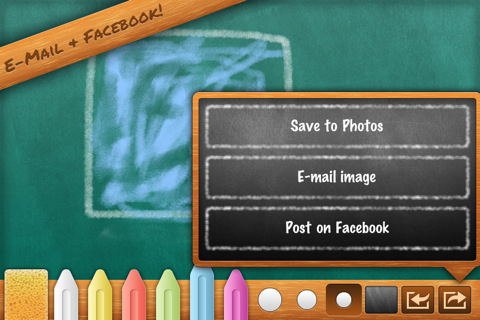 E-Mail & Facebook!
Save to Photos
E-mail image
Post on Facebook